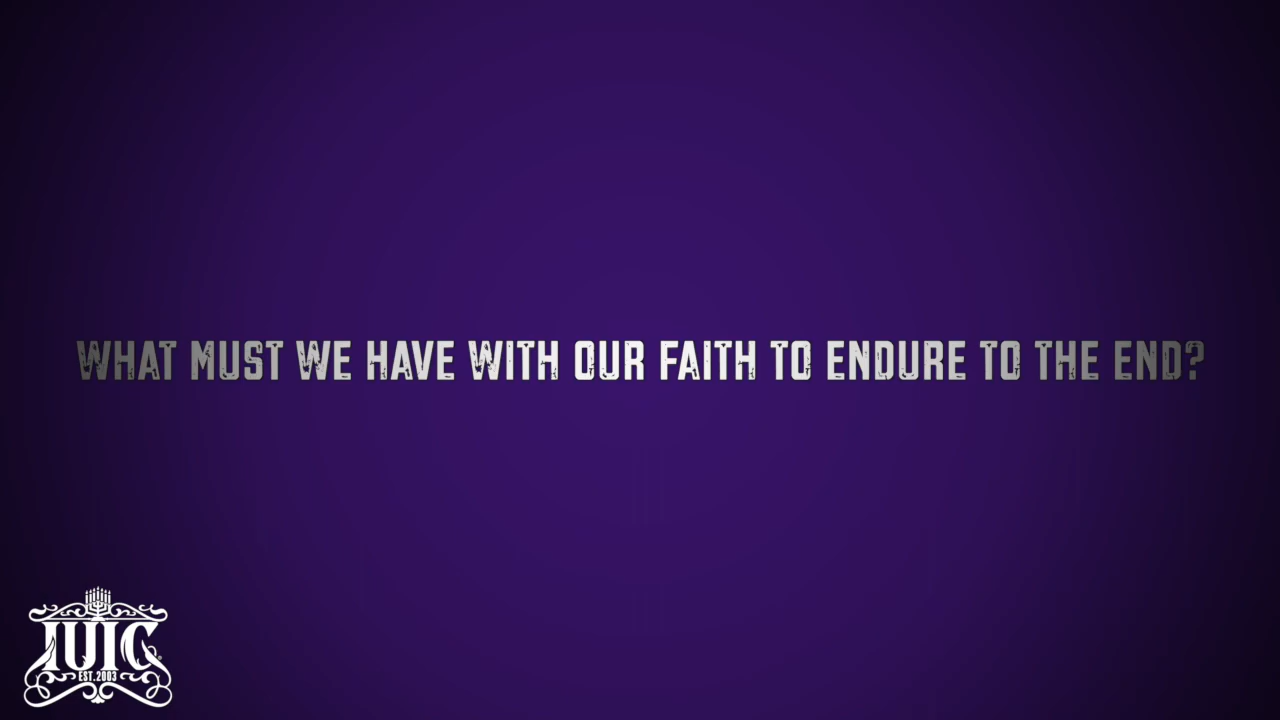 WHAT MUST WE HAVE WITH OUR FAITH TO ENDURE TO THE END?
IUIC
EST. 2003